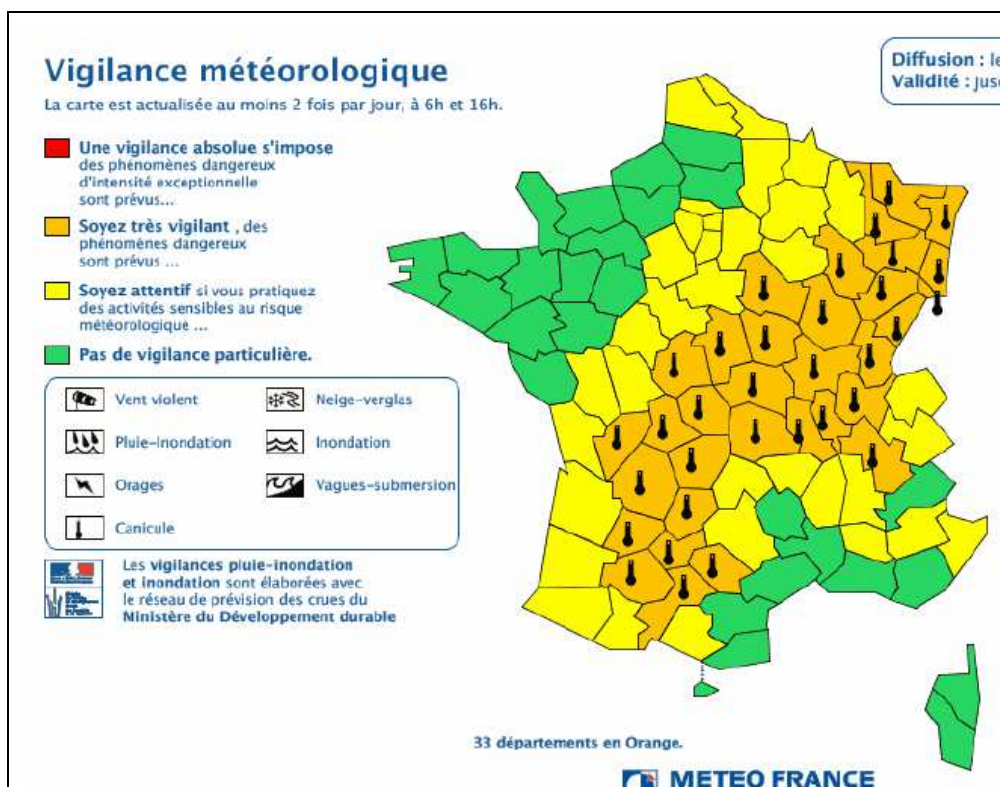 Vigilance météorologique
La carte est actualisée au moins 2 fois par jour, à 6h et 16h.
Diffusion : le
Validité : Jusq
Une vigilance absolue s'impose
des phénomènes dangereux
d'intensité exceptionnelle
sont prévus...
Soyez très vigilant , des
phénomènes dangereux
sont prévus ...
Soyez attentif si vous pratiquez
des activités sensibles au risque
météorologique ...
Pas de vigilance particulière.
Vent violent
Neige-verglas
Pluie-inondation
Inondation
Orages
Vagues-submersion
Canicule
Les vigilances pluie-inondation
et inondation sont élaborées avec
le réseau de prévision des crues du
Ministère du Développement durable
33 départements en Orange.
METEO FRANCE